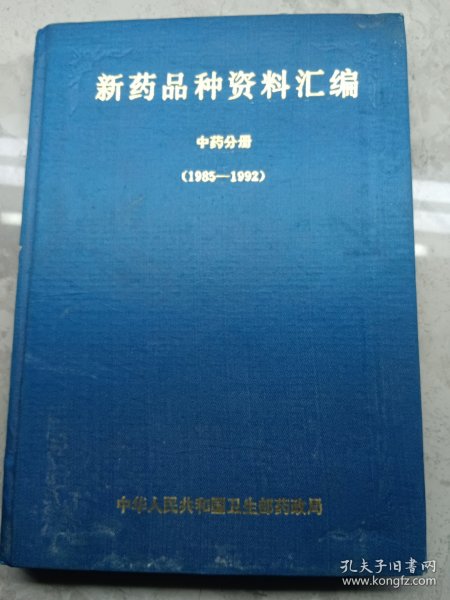 新药品种资料汇编
中药分册
(1985—1992)
中华人民共和国卫生部药政局
孔夫子旧书网
www.kongfz.com